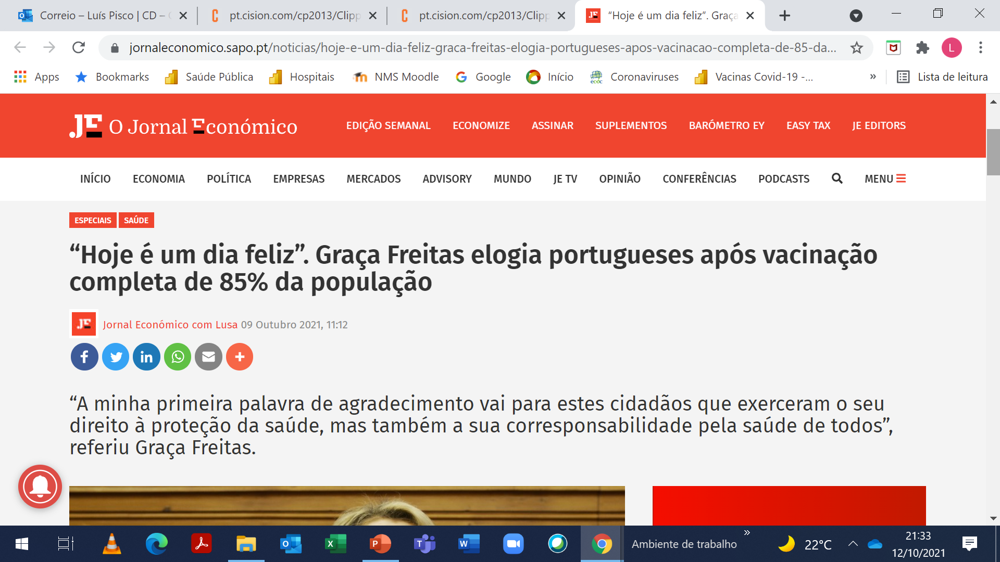 Correio – Luís Pisco | CD –
pt.cision.com/cp2013/Clipp
pt.cision.com/cp2013/Clipp
“Hoje é um dia feliz”. Graça
jornaleconomico.sapo.pt/noticias/hoje-e-um-dia-feliz-graca-freitas-elogia-portugueses-apos-vacinacao-completa-de-85-da...
L
Apps Bookmarks Saúde Pública Hospitais NMS Moodle Google Início Coronaviruses Vacinas Covid-19 -... » Lista de leitura
JE O Jornal Económico EDIÇÃO SEMANAL ECONOMIZE ASSINAR SUPLEMENTOS BARÓMETRO EY EASY TAX JE EDITORS
INÍCIO ECONOMIA POLÍTICA EMPRESAS MERCADOS ADVISORY MUNDO JE TV OPINIÃO CONFERÊNCIAS PODCASTS MENU
ESPECIAIS SAÚDE
“Hoje é um dia feliz”. Graça Freitas elogia portugueses após vacinação
completa de 85% da população
JE Jornal Económico com Lusa 09 Outubro 2021, 11:12
“A minha primeira palavra de agradecimento vai para estes cidadãos que exerceram o seu
direito à proteção da saúde, mas também a sua corresponsabilidade pela saúde de todos”,
referiu Graça Freitas.
Ambiente de trabalho » 22°C 21:33
12/10/2021